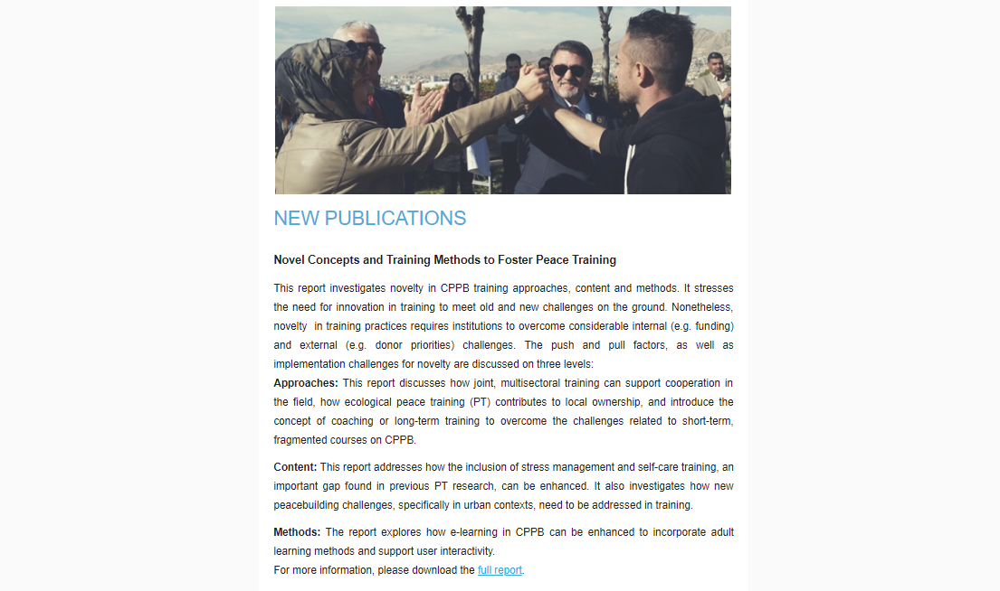 NEW PUBLICATIONS
Novel Concepts and Training Methods to Foster Peace Training
This report investigates novelty in CPPB training approaches, content and methods. It stresses
the need for innovation in training to meet old and new challenges on the ground. Nonetheless,
novelty  in training practices requires institutions to overcome considerable internal (e.g. funding)
and external (e.g. donor priorities) challenges. The push and pull factors, as well as
implementation challenges for novelty are discussed on three levels:
Approaches: This report discusses how joint, multisectoral training can support cooperation in
the field, how ecological peace training (PT) contributes to local ownership, and introduce the
concept of coaching or long-term training to overcome the challenges related to short-term,
fragmented courses on CPPB.
Content: This report addresses how the inclusion of stress management and self-care training, an
important gap found in previous PT research, can be enhanced. It also investigates how new
peacebuilding challenges, specifically in urban contexts, need to be addressed in training.
Methods: The report explores how e-learning in CPPB can be enhanced to incorporate adult
learning methods and support user interactivity.
For more information, please download the full report.